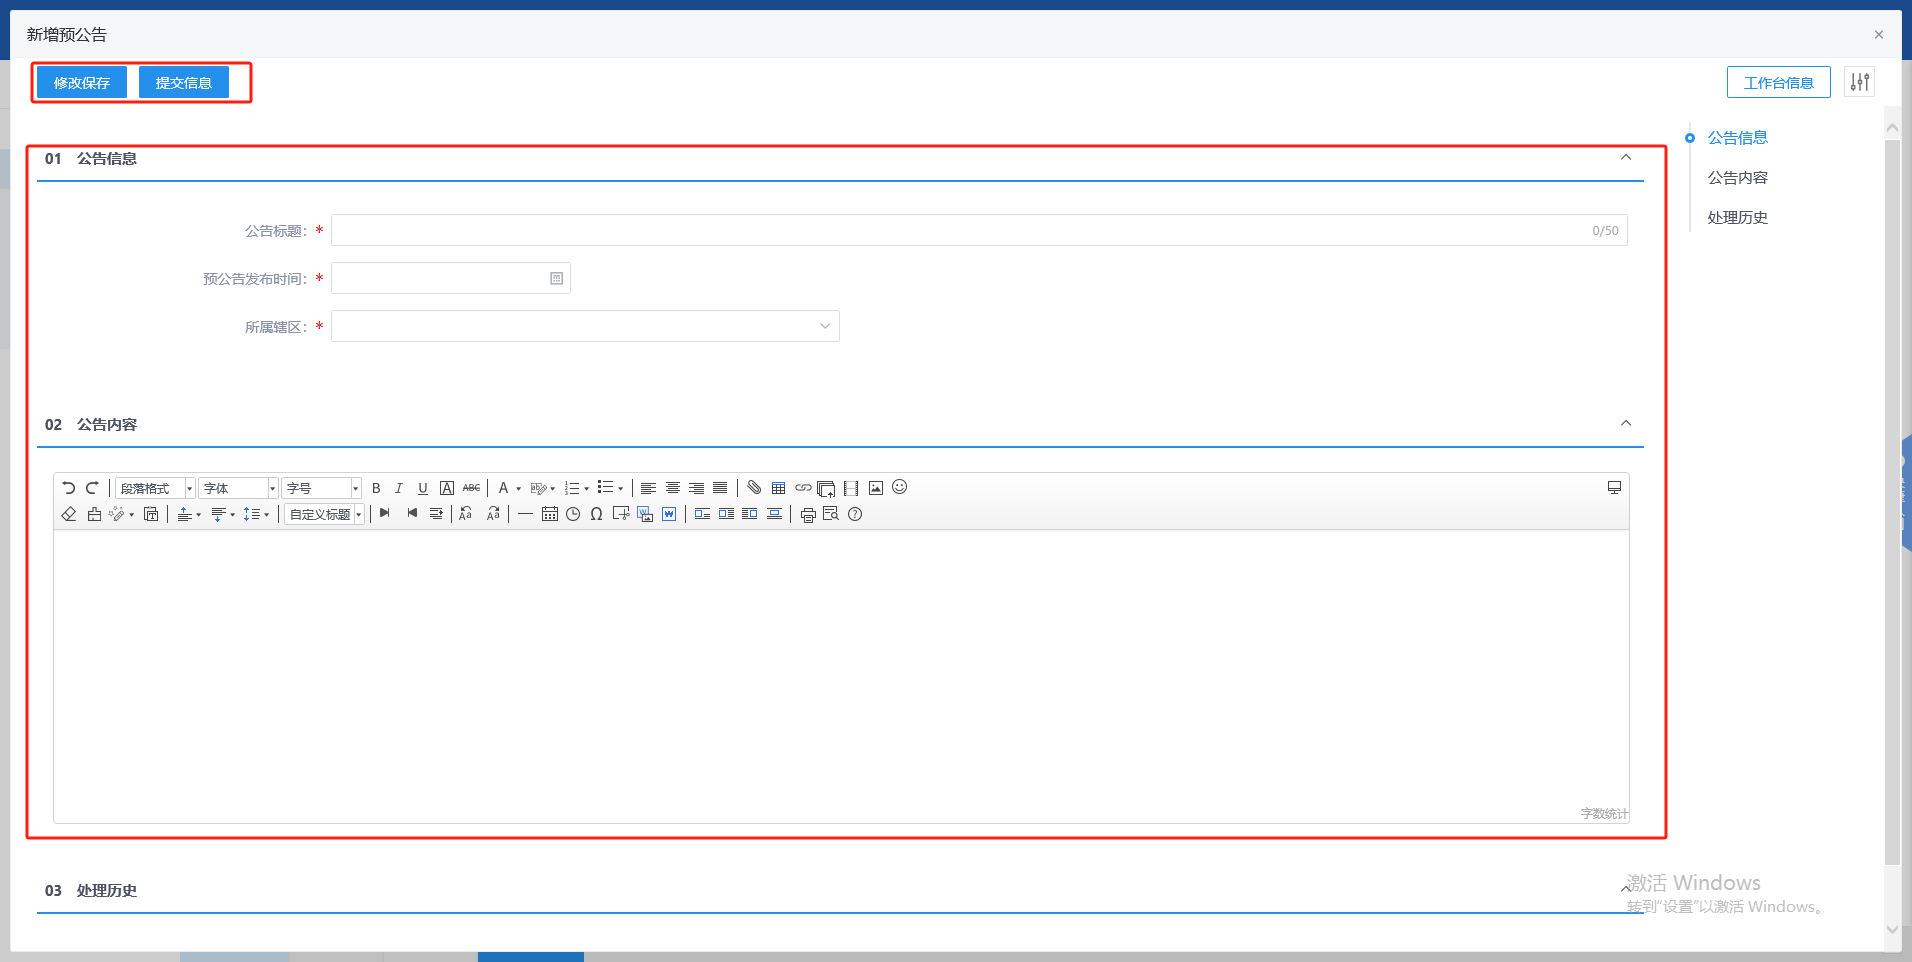 新增预公告
修改保存 提交信息 工作台信息
公告信息
公告内容
处理历史
01 公告信息
公告标题：* 0/50
预公告发布时间：*
所属辖区：*
02 公告内容
段落格式 字体 字号 B I U A ABC A
自定义标题
字数统计
03 处理历史
激活 Windows
转到"设置"以激活 Windows。